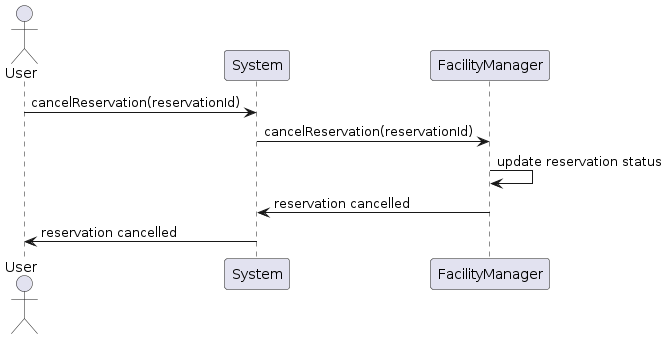 User
System
FacilityManager
cancelReservation(reservationId)
cancelReservation(reservationId)
update reservation status
reservation cancelled
reservation cancelled
User
System
FacilityManager